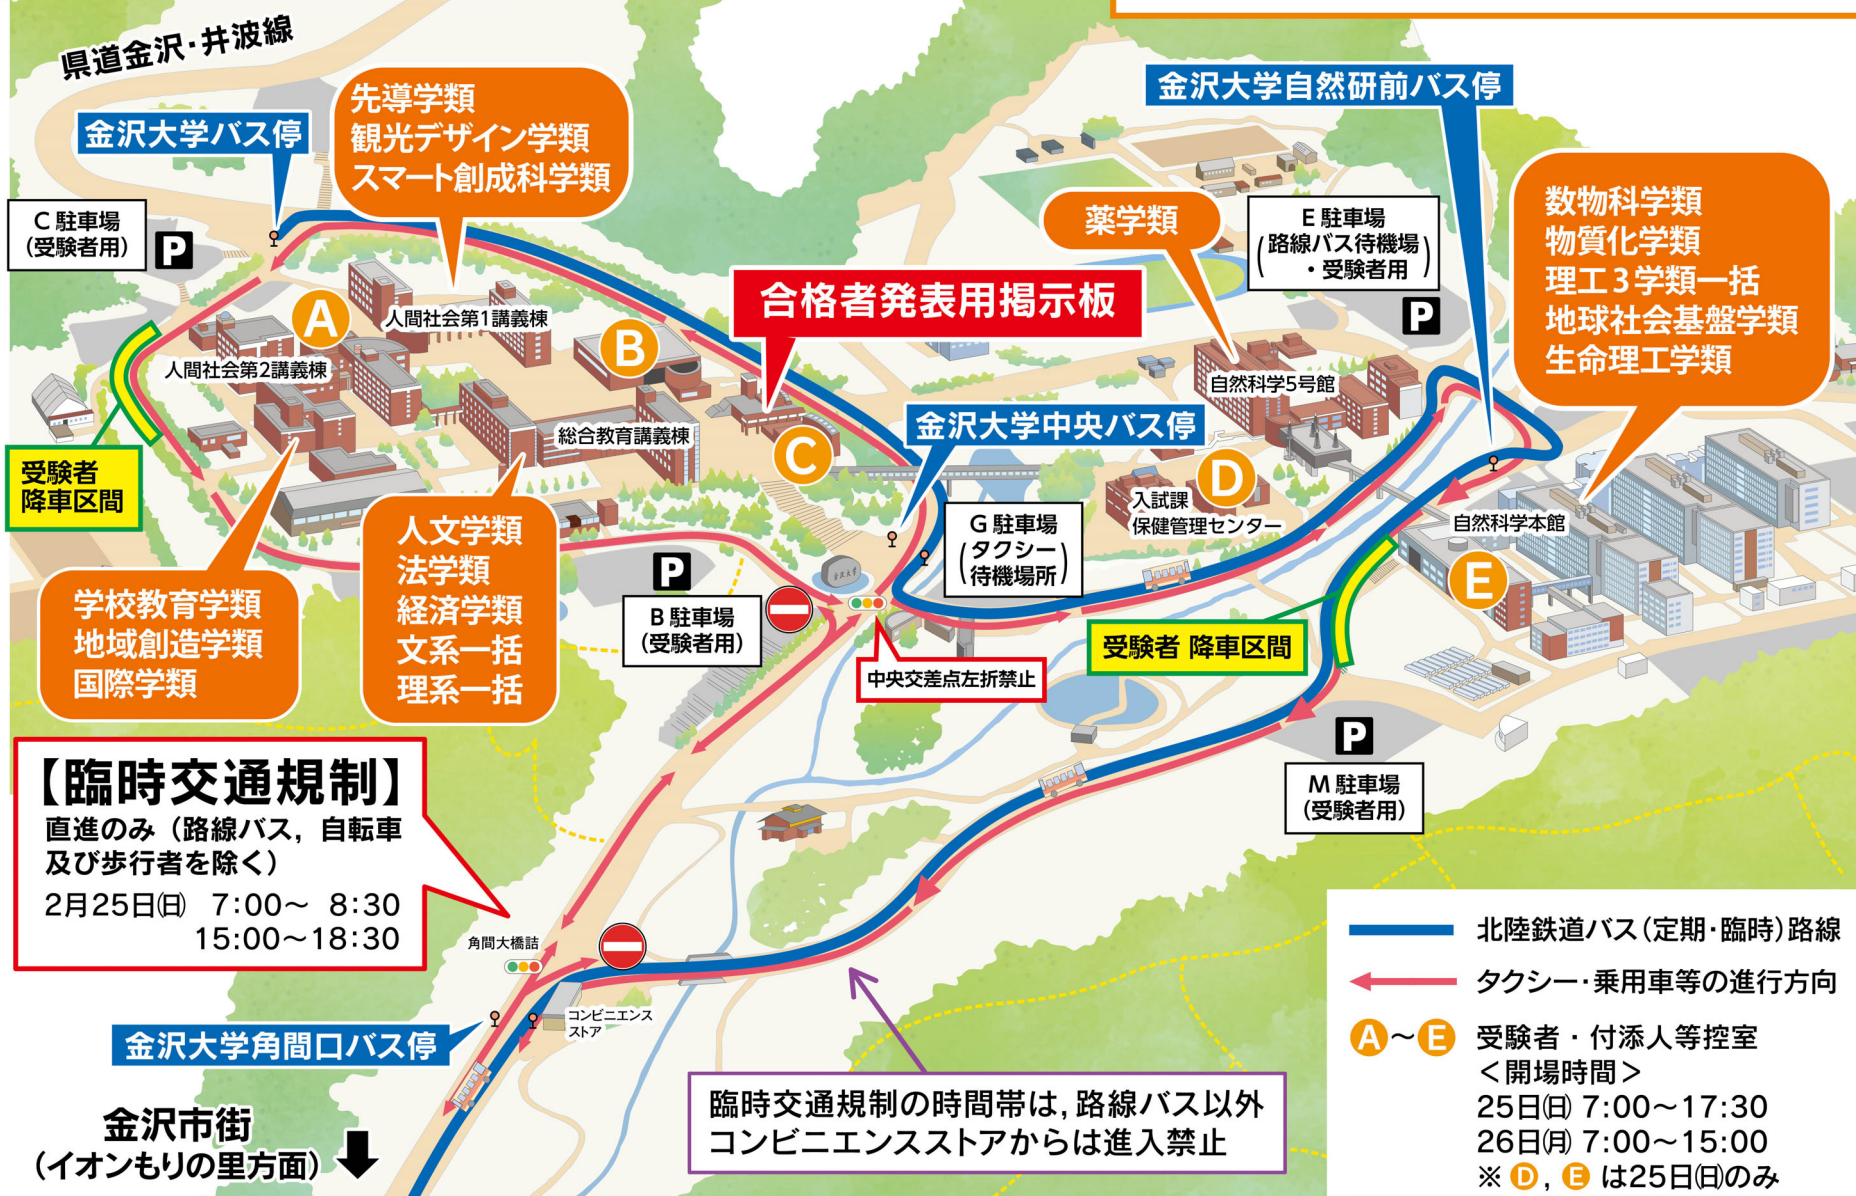 県道金沢・井波線
金沢大学バス停
先導学類
観光デザイン学類
スマート創成科学類
金沢大学自然研前バス停
C 駐車場
（受験者用）
P
薬学類
E 駐車場
（路線バス待機場
・受験者用）
P
数物科学類
物質化学類
理工３学類一括
地球社会基盤学類
生命理工学類
合格者発表用掲示板
A
人間社会第1講義棟
B
人間社会第2講義棟
自然科学5号館
金沢大学中央バス停
総合教育講義棟
C
受験者
降車区間
D
入試課
保健管理センター
G 駐車場
（タクシー
待機場所）
自然科学本館
E
人文学類
法学類
経済学類
文系一括
理系一括
学校教育学類
地域創造学類
国際学類
P
B 駐車場
（受験者用）
金沢大学
受験者 降車区間
中央交差点左折禁止
P
M 駐車場
（受験者用）
【臨時交通規制】
直進のみ（路線バス，自転車
及び歩行者を除く）
2月25日㈰ 7:00～ 8:30
15:00～18:30
角間大橋詰
コンビニエンス
ストア
金沢大学角間口バス停
金沢市街
（イオンもりの里方面）
臨時交通規制の時間帯は，路線バス以外
コンビニエンスストアからは進入禁止
北陸鉄道バス（定期・臨時）路線
タクシー・乗用車等の進行方向
A～E 受験者・付添人等控室
＜開場時間＞
25日㈰ 7:00～17:30
26日㈪ 7:00～15:00
※ D，E は25日㈰のみ